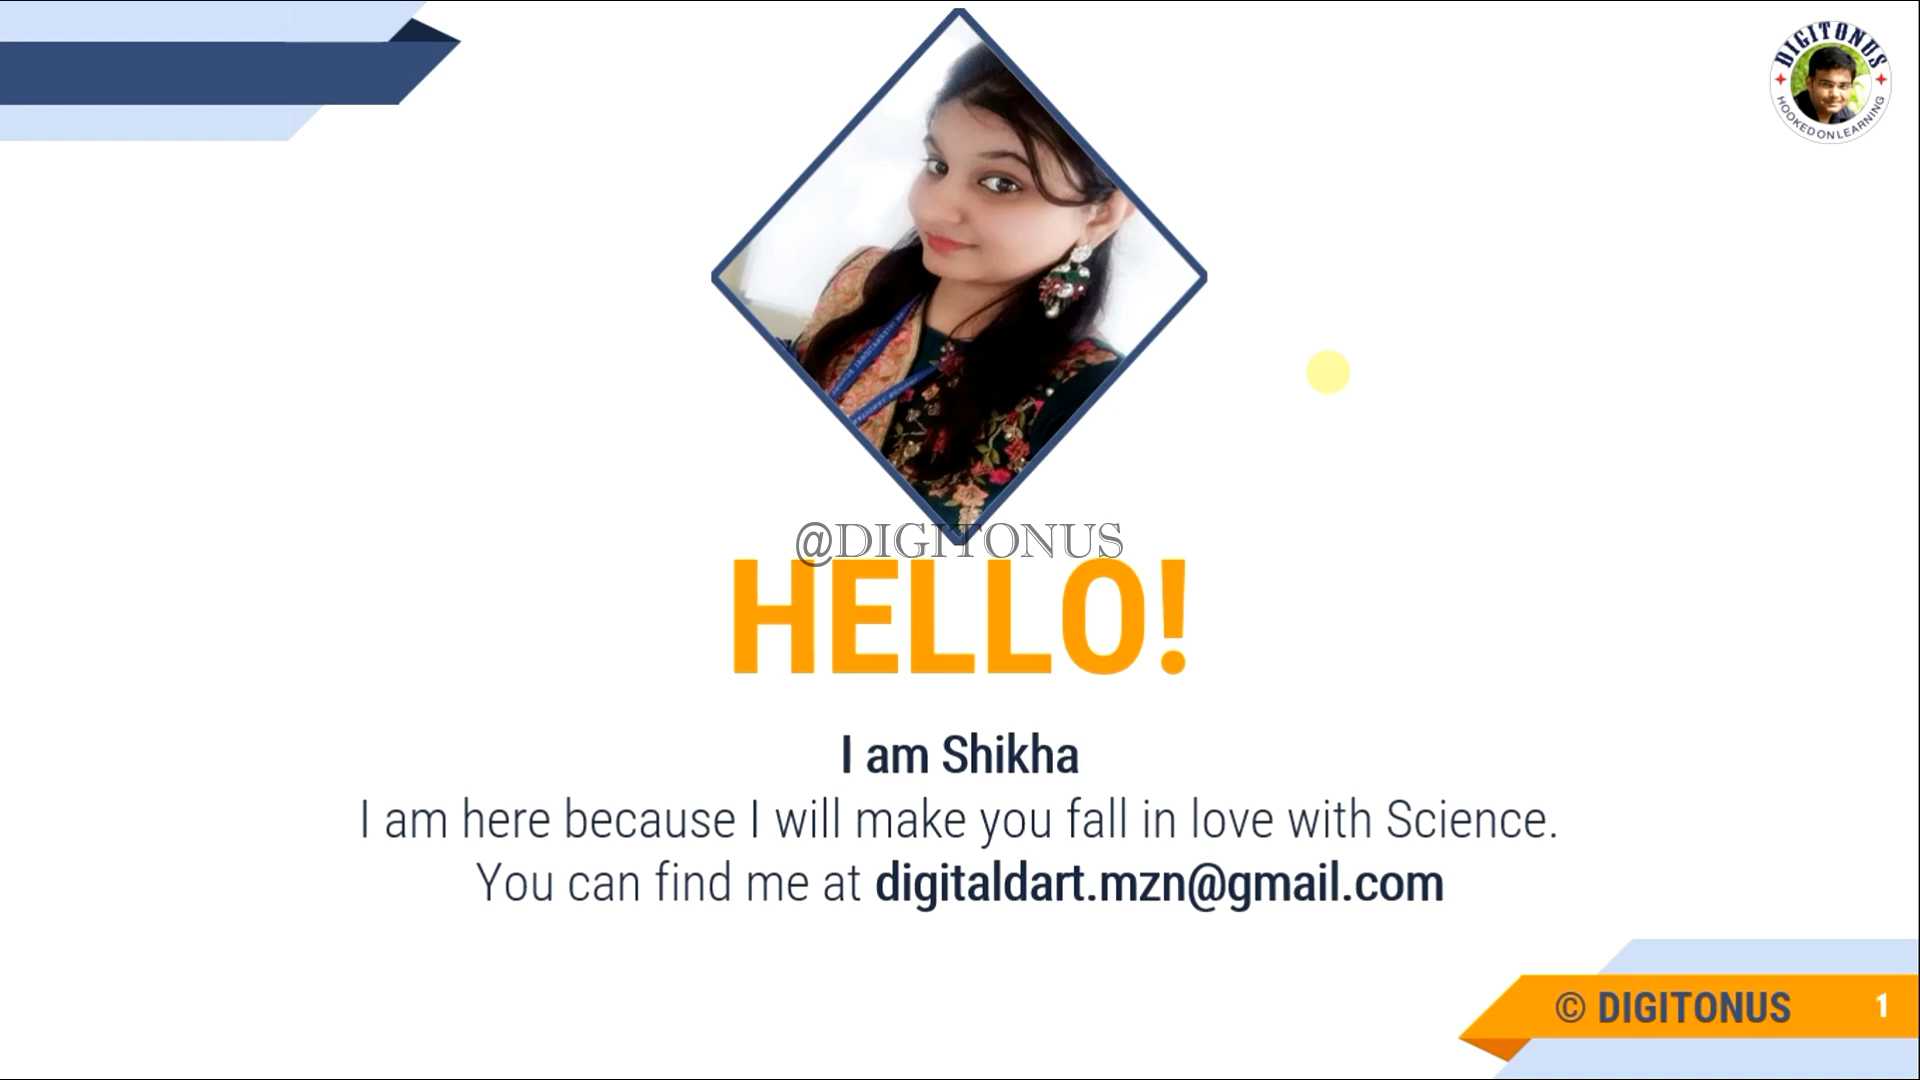 DIGITONUS
HOOKED ON LEARNING
@DIGITONUS
HELLO!
I am Shikha
I am here because I will make you fall in love with Science.
You can find me at digitaldart.mzn@gmail.com
© DIGITONUS 1